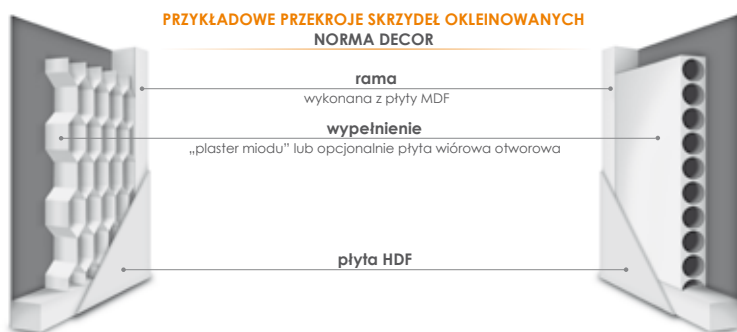 PRZYKŁADOWE PRZEKROJE SKRZYDEŁ OKLEINOWANYCH
NORMA DECOR
rama
wykonana z płyty MDF
wypełnienie
„plaster miodu” lub opcjonalnie płyta wiórowa otworowa
płyta HDF